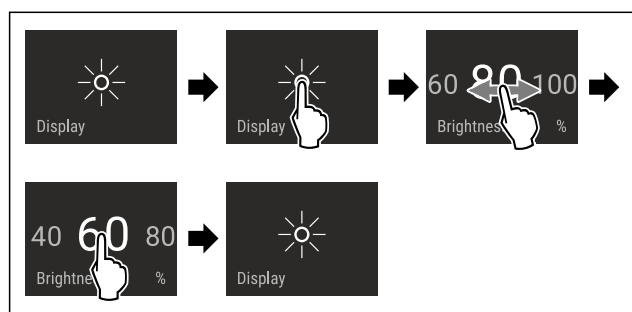 Display
Display
60 80 100
Brightnes %
40 60 80
Brightne %
Display